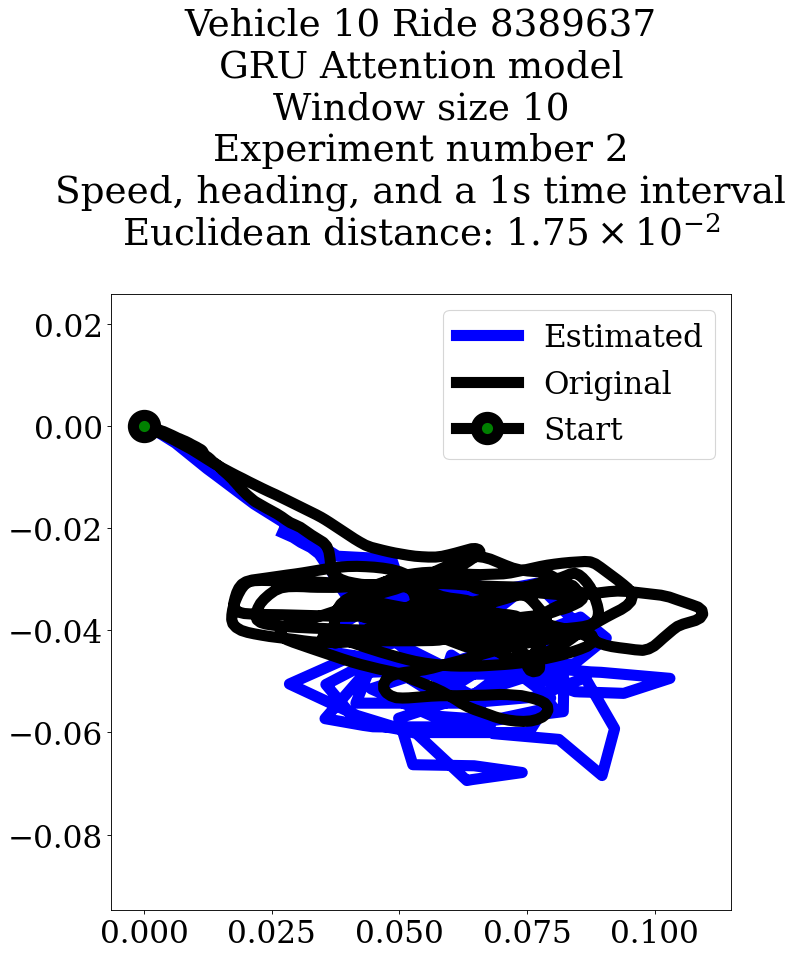 Vehicle 10 Ride 8389637
GRU Attention model
Window size 10
Experiment number 2
Speed, heading, and a 1s time interval
Euclidean distance: 1.75 × 10⁻²
Estimated
Original
Start
0.02
0.00
−0.02
−0.04
−0.06
−0.08
0.000 0.025 0.050 0.075 0.100